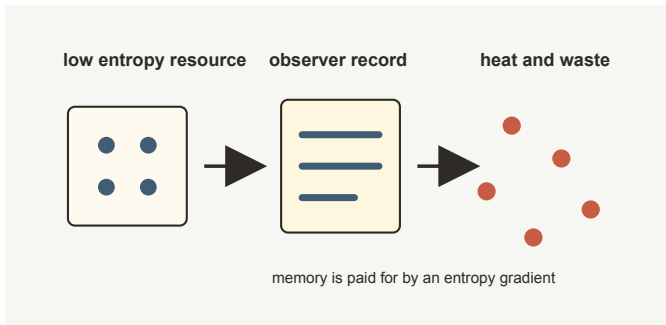 low entropy resource
observer record
heat and waste
memory is paid for by an entropy gradient